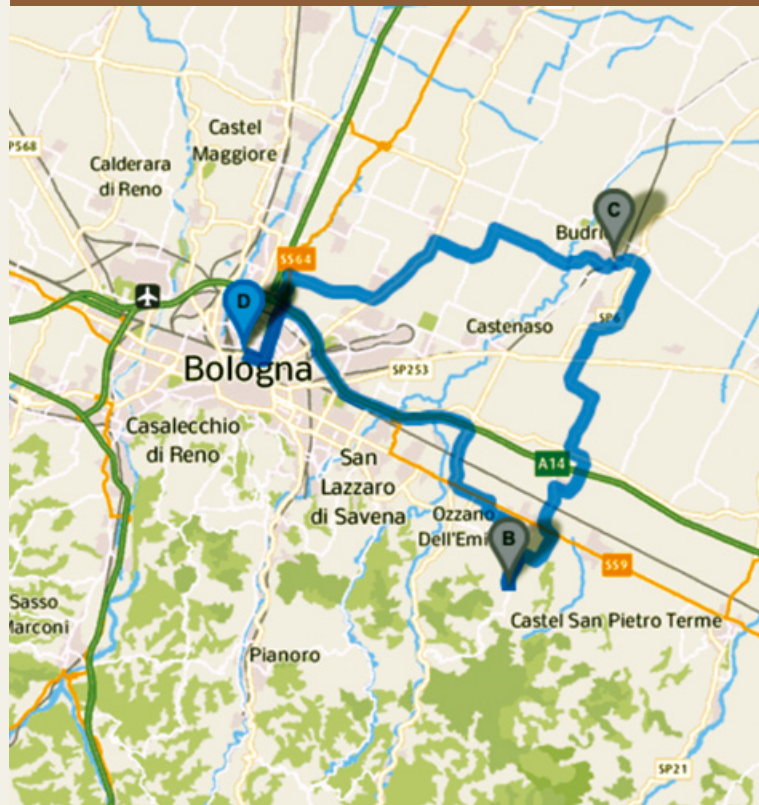 P568
Castel
Maggiore
Calderara
di Reno
C
Budri
SS64
D
SP6
Castenaso
Bologna
SP253
Casalecchio
di Reno
San
Lazzaro
di Savena
A14
Ozzano
Dell'Emi
B
SS9
Sasso
Marconi
Castel San Pietro Terme
Pianoro
SP21